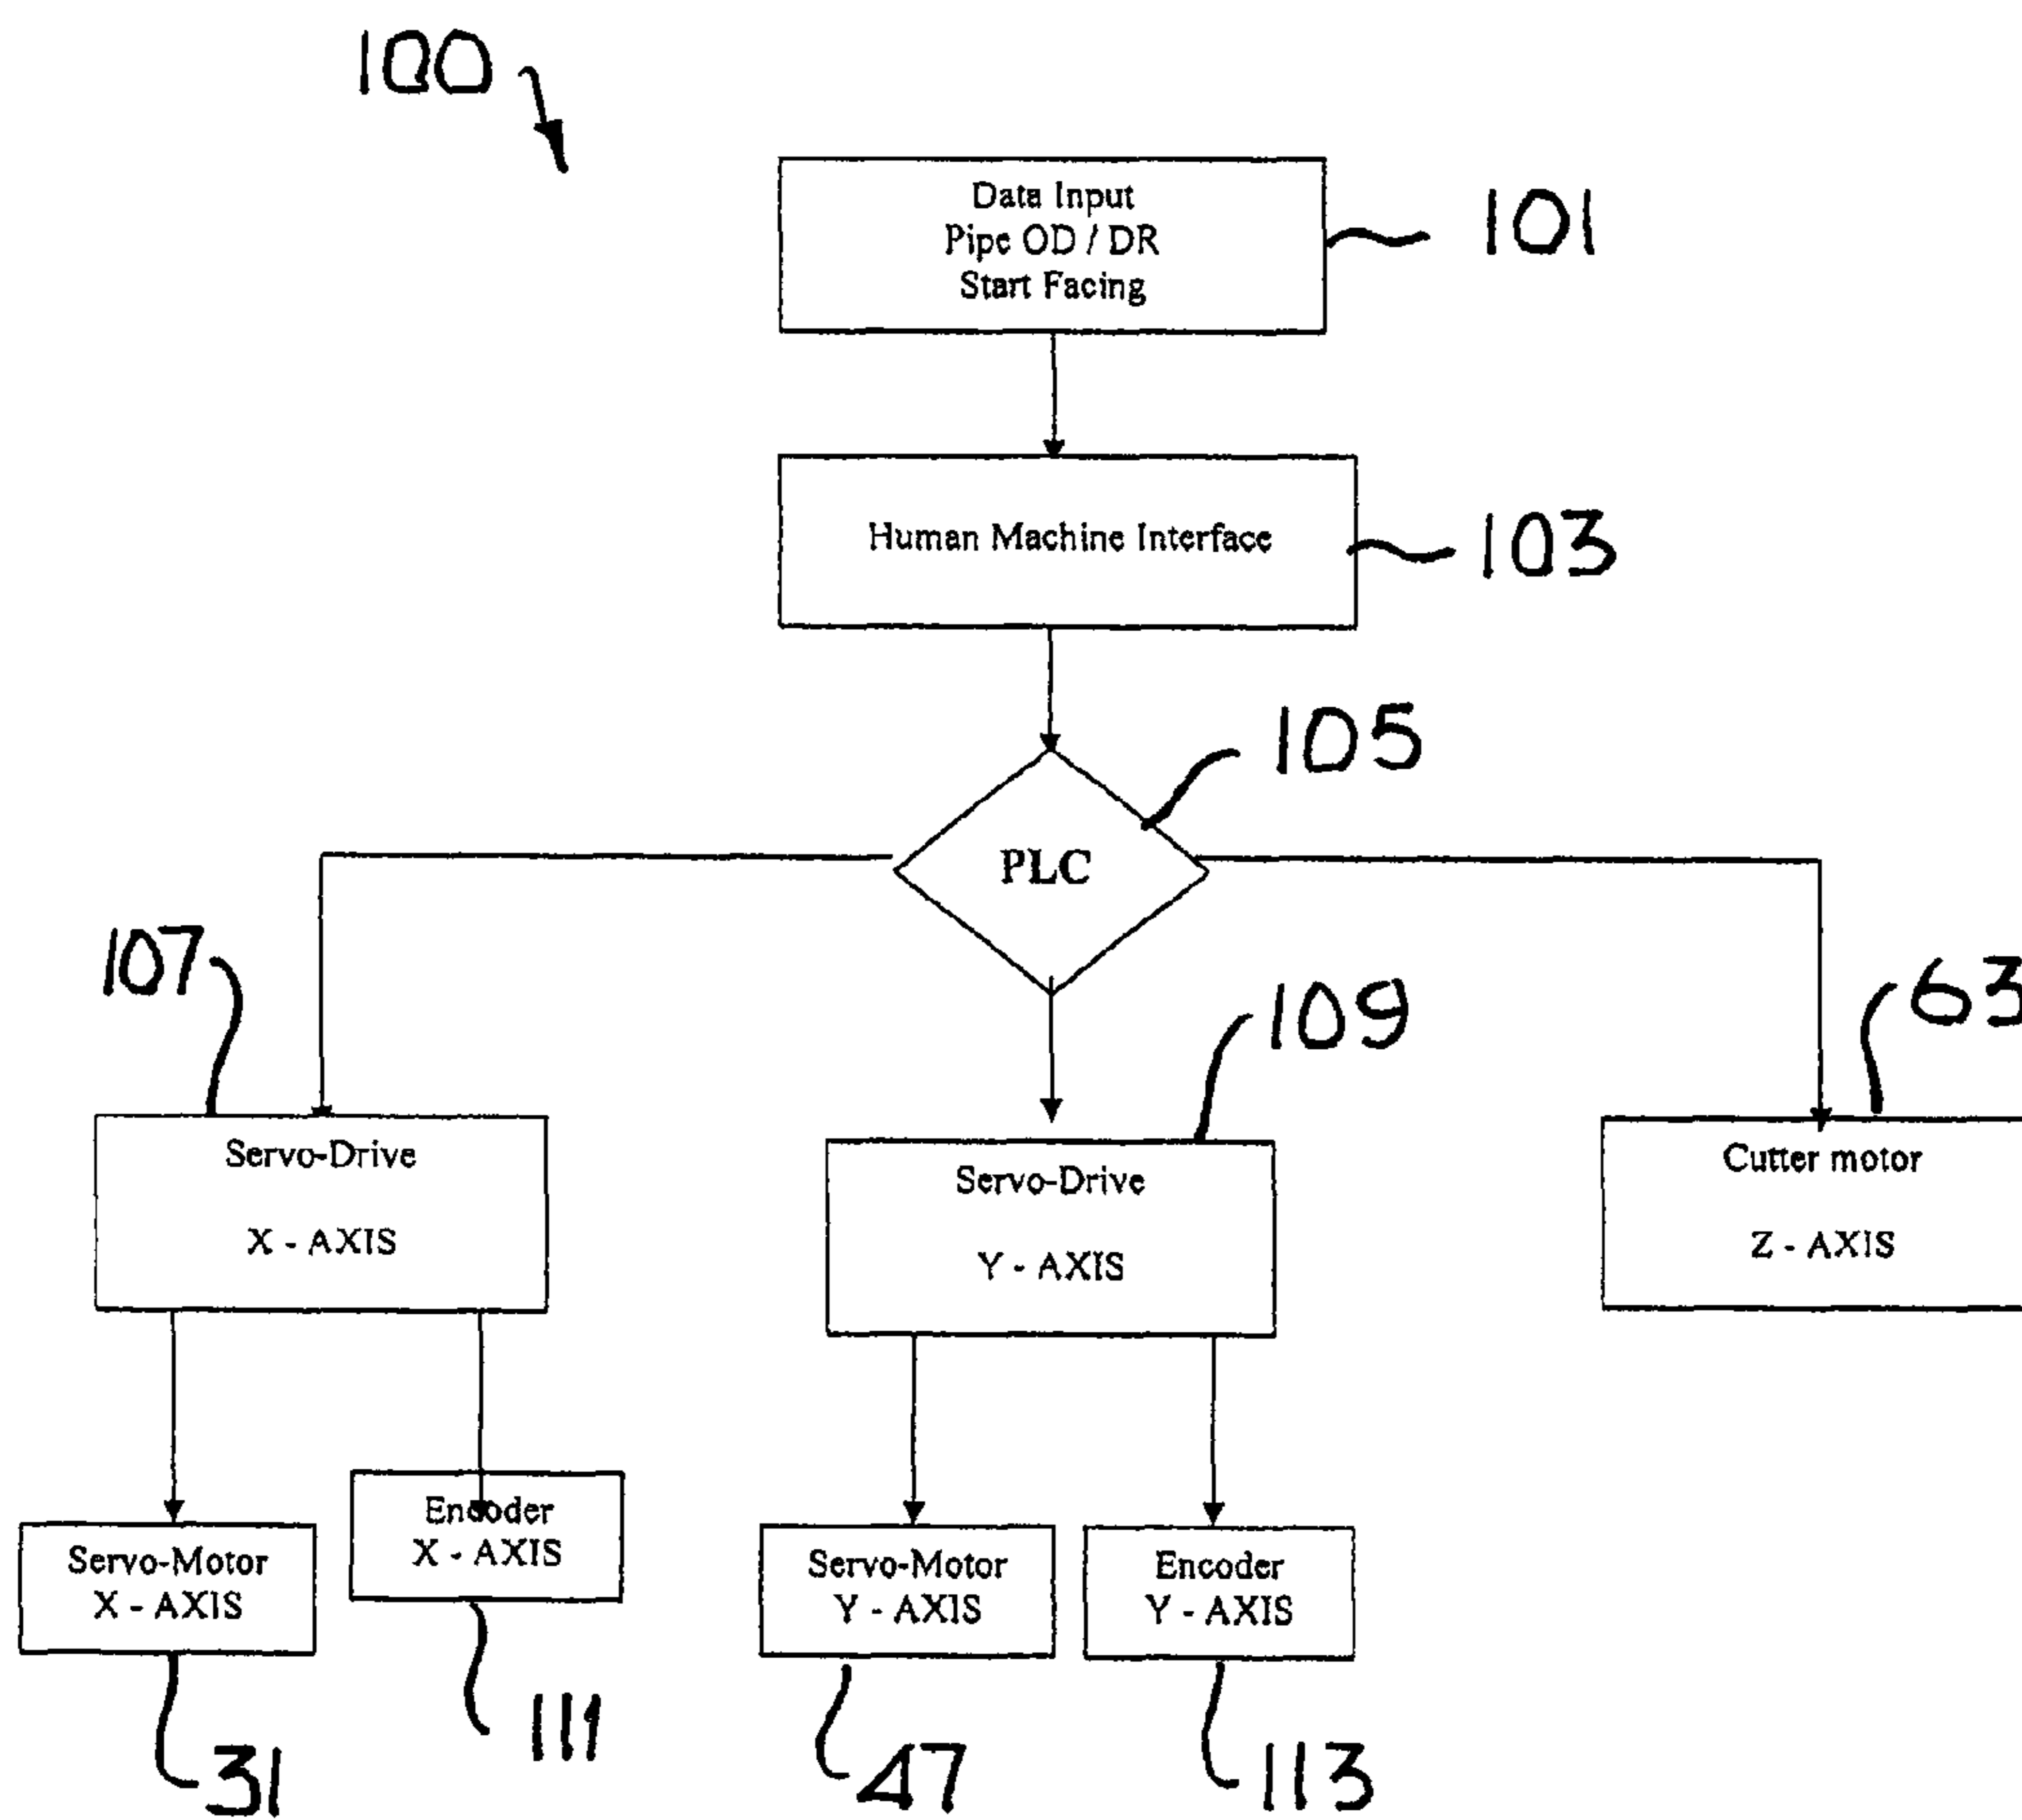 100
Data Input
Pipe OD / DR
Start Facing
101
Human Machine Interface
103
105
PLC
107
109
63
Servo-Drive
X - AXIS
Servo-Drive
Y - AXIS
Cutter motor
Z - AXIS
Encoder
X - AXIS
Servo-Motor
X - AXIS
Servo-Motor
Y - AXIS
Encoder
Y - AXIS
31
111
47
113